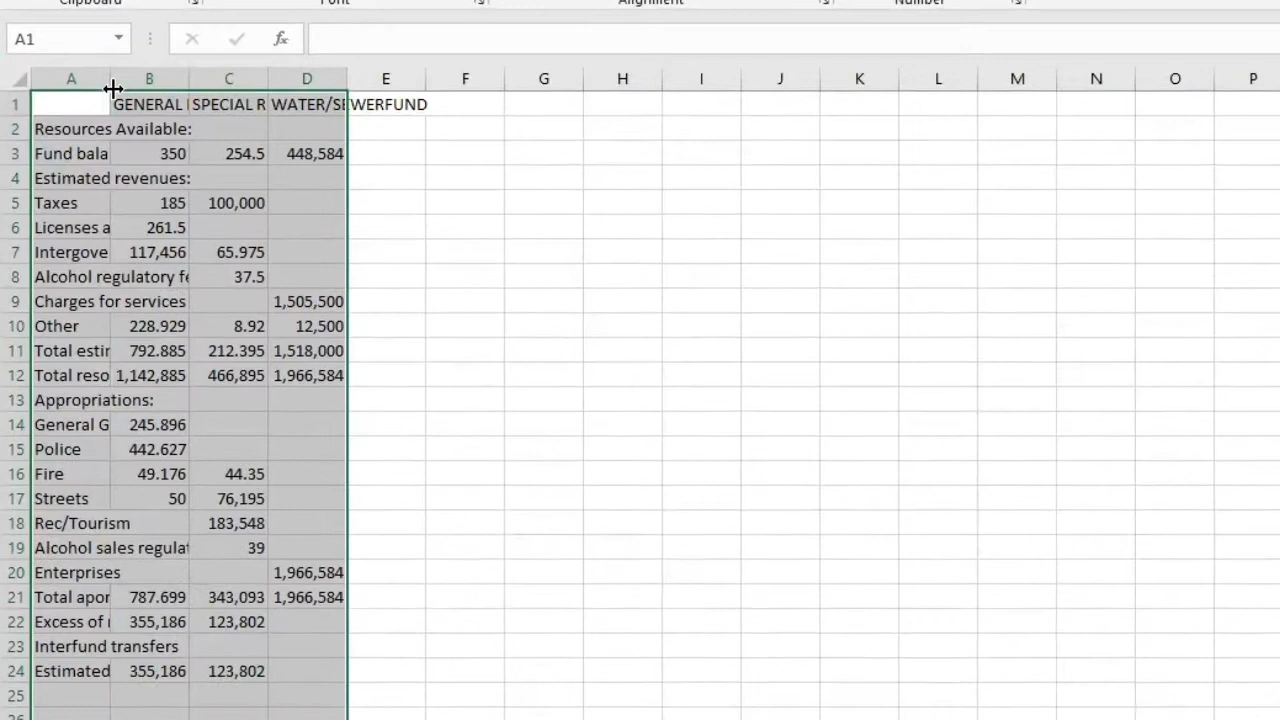 Clipboard Font Alignment Number
A1
fx
A B C D E F G H I J K L M N O P
1 GENERAL SPECIAL R WATER/SEWERFUND
2 Resources Available:
3 Fund bala 350 254.5 448,584
4 Estimated revenues:
5 Taxes 185 100,000
6 Licenses a 261.5
7 Intergove 117,456 65.975
8 Alcohol regulatory fe 37.5
9 Charges for services 1,505,500
10 Other 228.929 8.92 12,500
11 Total estir 792.885 212.395 1,518,000
12 Total reso 1,142,885 466,895 1,966,584
13 Appropriations:
14 General G 245.896
15 Police 442.627
16 Fire 49.176 44.35
17 Streets 50 76,195
18 Rec/Tourism 183,548
19 Alcohol sales regulat 39
20 Enterprises 1,966,584
21 Total apor 787.699 343,093 1,966,584
22 Excess of 355,186 123,802
23 Interfund transfers
24 Estimated 355,186 123,802
25